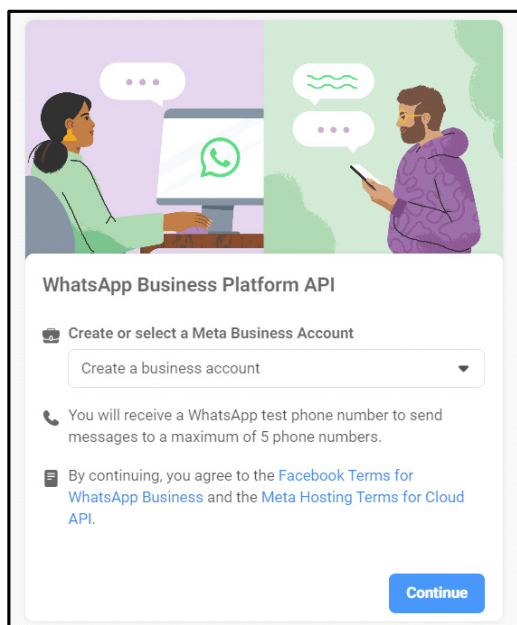 WhatsApp Business Platform API
Create or select a Meta Business Account
Create a business account
You will receive a WhatsApp test phone number to send
messages to a maximum of 5 phone numbers.
By continuing, you agree to the Facebook Terms for
WhatsApp Business and the Meta Hosting Terms for Cloud
API.
Continue